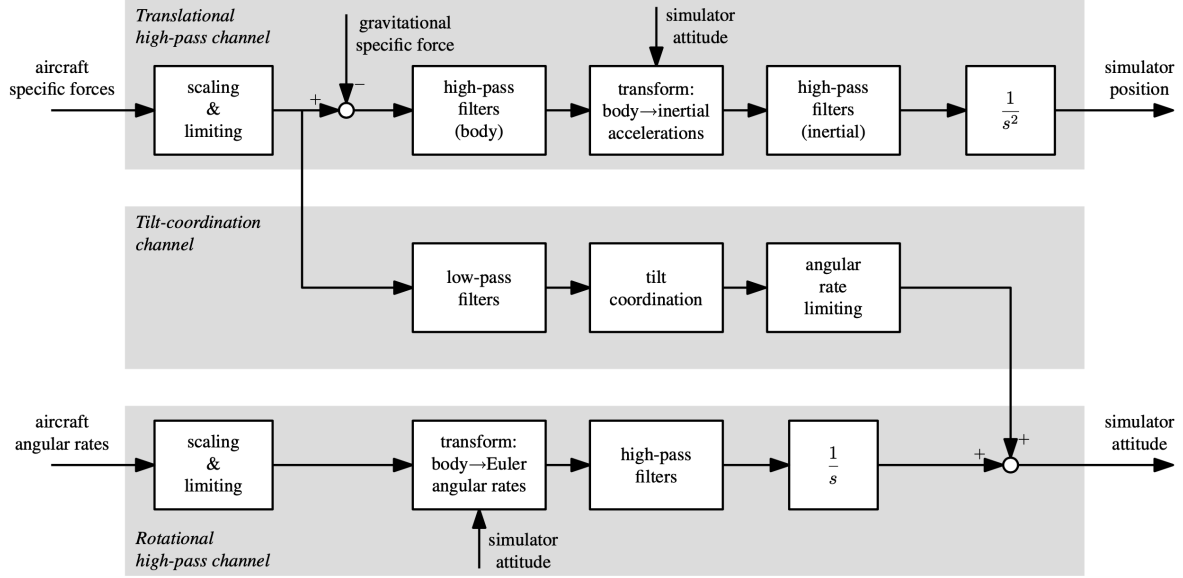 Translational
high-pass channel
gravitational
specific force
simulator
attitude
aircraft
specific forces
scaling
&
limiting
+
−
high-pass
filters
(body)
transform:
body→inertial
accelerations
high-pass
filters
(inertial)
1
s²
simulator
position
Tilt-coordination
channel
low-pass
filters
tilt
coordination
angular
rate
limiting
aircraft
angular rates
scaling
&
limiting
transform:
body→Euler
angular rates
high-pass
filters
1
s
+
+
simulator
attitude
Rotational
high-pass channel
simulator
attitude